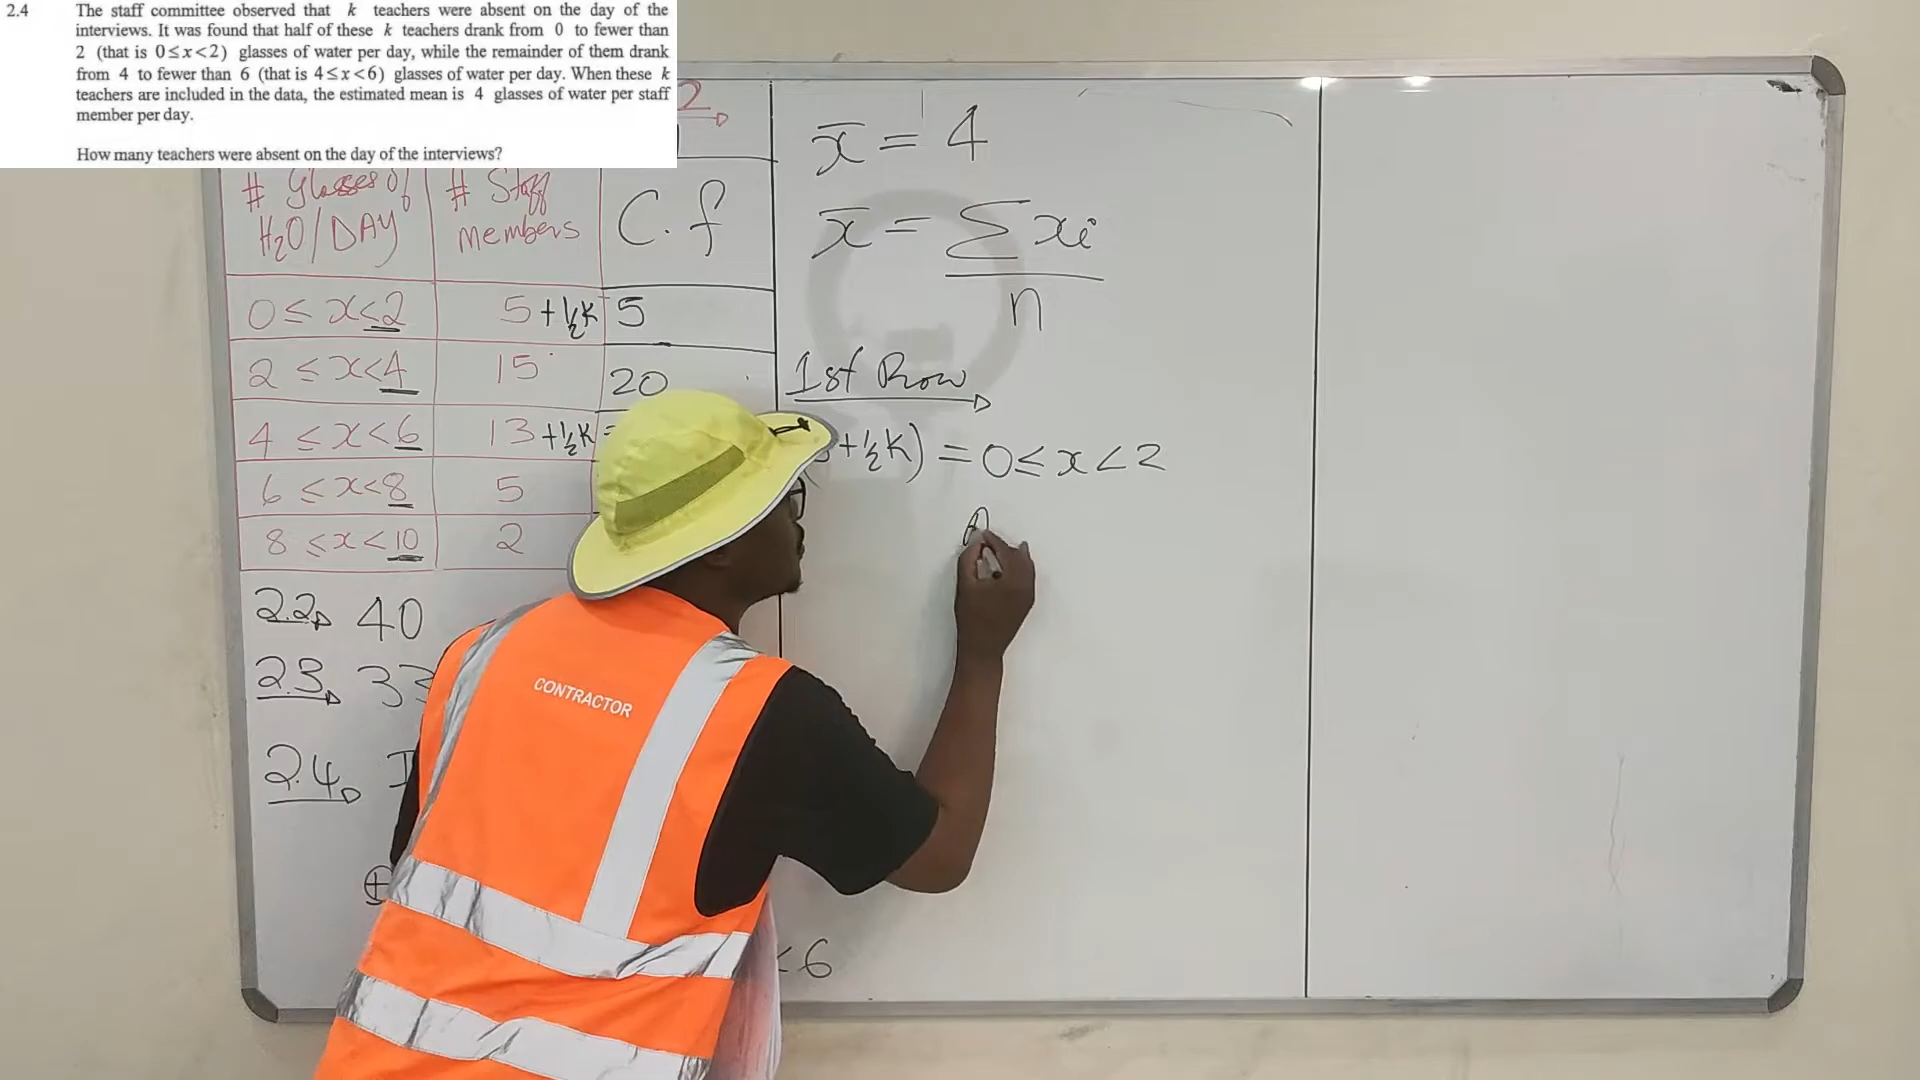 2.4 The staff committee observed that k teachers were absent on the day of the
interviews. It was found that half of these k teachers drank from 0 to fewer than
2 (that is 0≤x<2) glasses of water per day, while the remainder of them drank
from 4 to fewer than 6 (that is 4≤x<6) glasses of water per day. When these k
teachers are included in the data, the estimated mean is 4 glasses of water per staff
member per day.
How many teachers were absent on the day of the interviews?
2
# Glasses of H₂O/DAY
# Staff members
C.f
0 ≤ x < 2 5 + ½k 5
2 ≤ x < 4 15 20
4 ≤ x < 6 13 + ½k =
6 ≤ x < 8 5
8 ≤ x < 10 2
2.2 40
2.3 33
2.4
< 6
x̄ = 4
x̄ = Σxi / n
1st Row
+ ½k) = 0 ≤ x < 2
CONTRACTOR